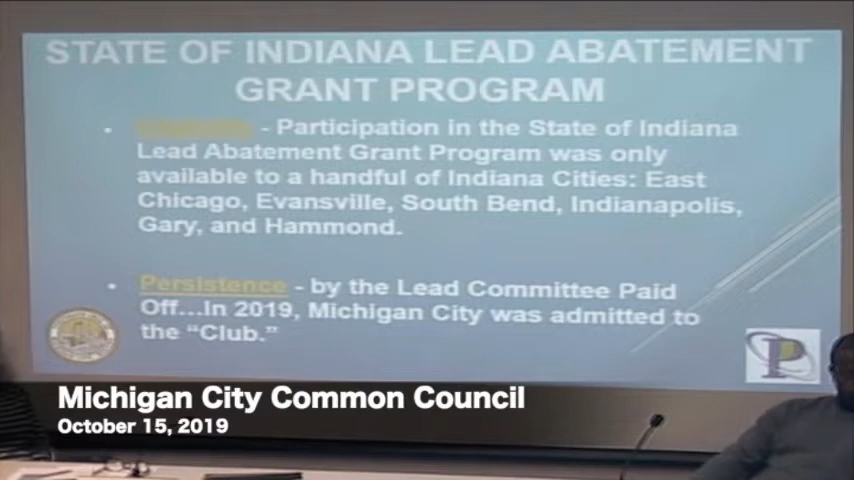 STATE OF INDIANA LEAD ABATEMENT
GRANT PROGRAM
• - Participation in the State of Indiana
Lead Abatement Grant Program was only
available to a handful of Indiana Cities: East
Chicago, Evansville, South Bend, Indianapolis,
Gary, and Hammond.
• Persistence - by the Lead Committee Paid
Off...In 2019, Michigan City was admitted to
the “Club.”
P
Michigan City Common Council
October 15, 2019